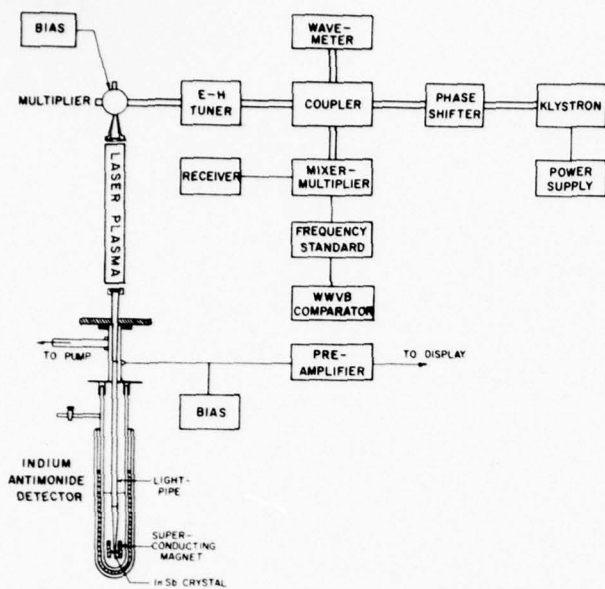 BIAS
WAVE-
METER
MULTIPLIER
E-H
TUNER
COUPLER
PHASE
SHIFTER
KLYSTRON
LASER PLASMA
RECEIVER
MIXER-
MULTIPLIER
POWER
SUPPLY
FREQUENCY
STANDARD
WWVB
COMPARATOR
TO PUMP
PRE-
AMPLIFIER
TO DISPLAY
BIAS
INDIUM
ANTIMONIDE
DETECTOR
LIGHT-
PIPE
SUPER-
CONDUCTING
MAGNET
InSb CRYSTAL